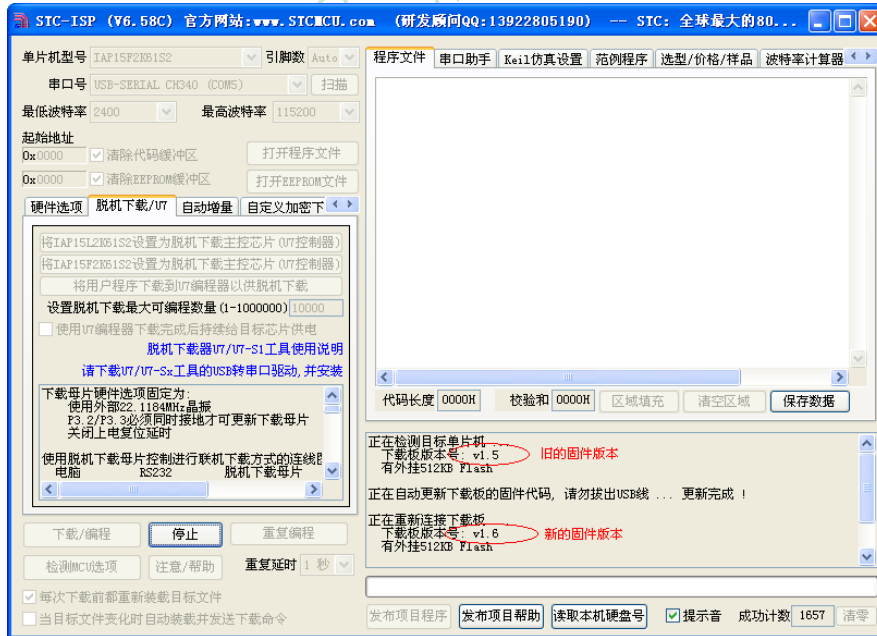 STC-ISP (V6.58C) 官方网站:www.STCMCU.com (研发顾问QQ:13922805190) -- STC: 全球最大的80...
单片机型号 IAP15F2K61S2 引脚数 Auto
串口号 USB-SERIAL CH340 (COM5) 扫描
最低波特率 2400 最高波特率 115200
起始地址
0x0000 清除代码缓冲区 打开程序文件
0x0000 清除EEPROM缓冲区 打开EEPROM文件
硬件选项 脱机下载/U7 自动增量 自定义加密下
将IAP15L2K61S2设置为脱机下载主控芯片(U7控制器)
将IAP15F2K61S2设置为脱机下载主控芯片(U7控制器)
将用户程序下载到U7编程器以供脱机下载
设置脱机下载最大可编程数量(1-1000000) 10000
使用U7编程器下载完成后持续给目标芯片供电
脱机下载器U7/U7-S1工具使用说明
请下载U7/U7-Sx工具的USB转串口驱动,并安装
下载母片硬件选项固定为:
使用外部22.1184MHz晶振
P3.2/P3.3必须同时接地才可更新下载母片
关闭上电复位延时
使用脱机下载母片控制进行联机下载方式的连线
电脑 RS232 脱机下载母片
下载/编程 停止 重复编程
检测MCU选项 注意/帮助 重复延时 1 秒
每次下载前都重新装载目标文件
当目标文件变化时自动装载并发送下载命令
程序文件 串口助手 Keil仿真设置 范例程序 选型/价格/样品 波特率计算器
代码长度 0000H 校验和 0000H 区域填充 清空区域 保存数据
正在检测目标单片机 ...
下载板版本号: v1.5 旧的固件版本
有外挂512KB Flash
正在自动更新下载板的固件代码, 请勿拔出USB线 ... 更新完成 !
正在重新连接下载板 ...
下载板版本号: v1.6 新的固件版本
有外挂512KB Flash
发布项目程序 发布项目帮助 读取本机硬盘号 提示音 成功计数 1657 清零